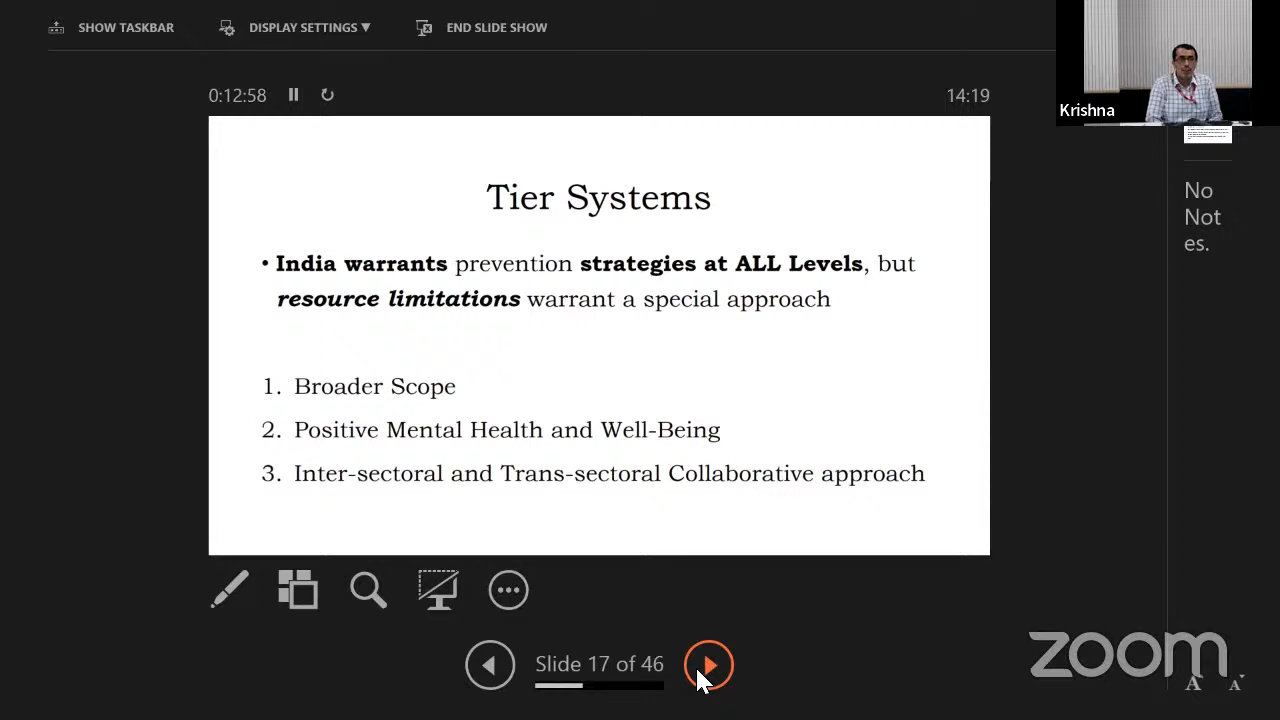 SHOW TASKBAR DISPLAY SETTINGS ▼ END SLIDE SHOW
Krishna
0:12:58 14:19
Tier Systems
• India warrants prevention strategies at ALL Levels, but
resource limitations warrant a special approach
1. Broader Scope
2. Positive Mental Health and Well-Being
3. Inter-sectoral and Trans-sectoral Collaborative approach
No
Not
es.
Slide 17 of 46
zoom
A A